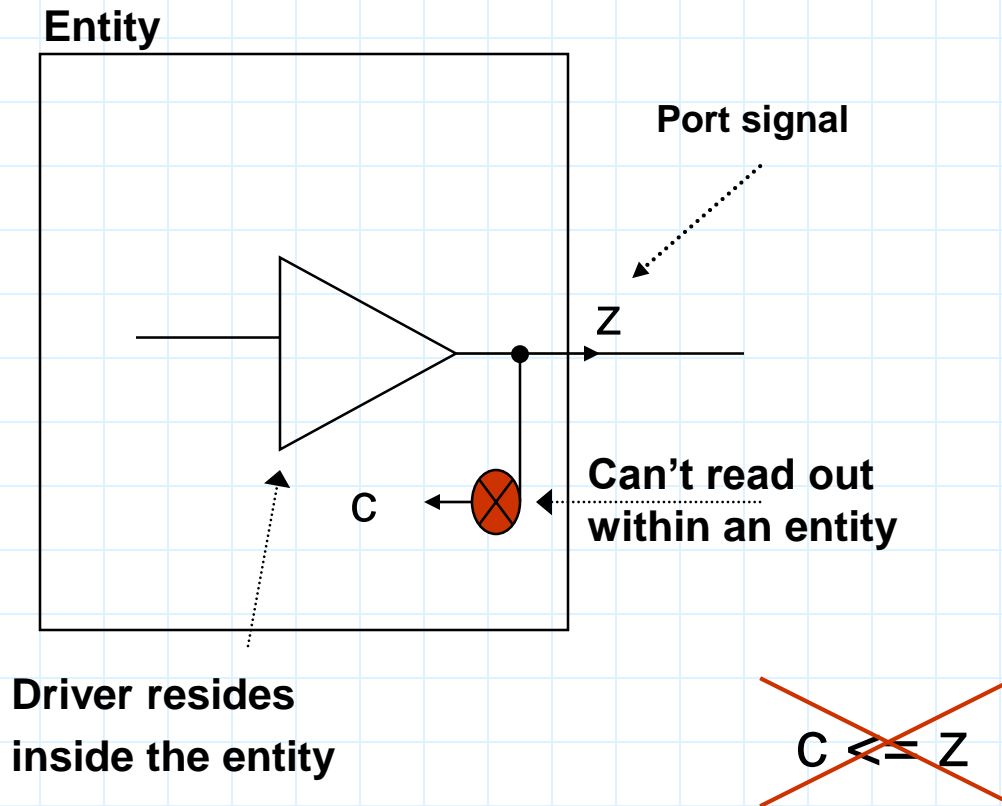 Entity
Port signal
z
c
Can’t read out
within an entity
Driver resides
inside the entity
c <= z